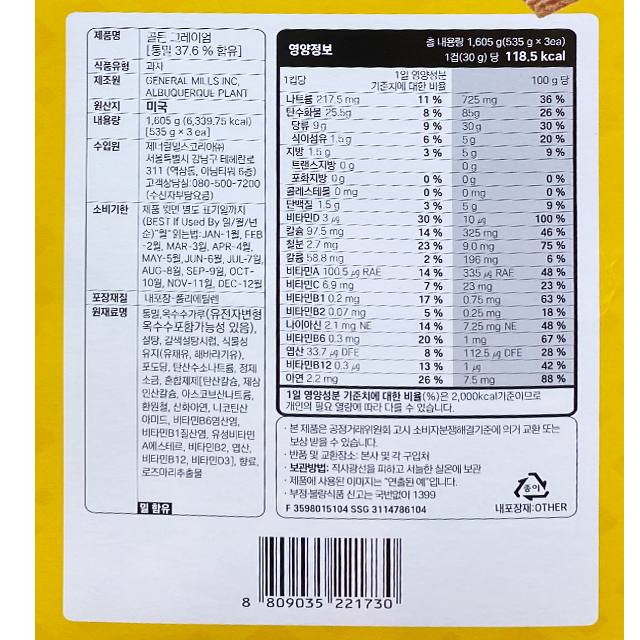 제품명 골든 그레이엄
[통밀 37.6 % 함유]
식품유형 과자
제조원 GENERAL MILLS INC,
ALBUQUERQUE PLANT
원산지 미국
내용량 1,605 g (6,339.75 kcal)
[535 g × 3 ea]
수입원 제너럴밀스코리아㈜
서울특별시 강남구 테헤란로
311 (역삼동, 아남타워 6층)
고객상담실:080-500-7200
(수신자부담요금)
소비기한 제품 윗면 별도 표기일까지
(BEST If Used By 일/월/년
순)"월"읽는법:JAN-1월, FEB
-2월, MAR-3월, APR-4월,
MAY-5월, JUN-6월, JUL-7월,
AUG-8월, SEP-9월, OCT-
10월, NOV-11월, DEC-12월
포장재질 내포장-폴리에틸렌
원재료명 통밀, 옥수수가루(유전자변형
옥수수포함가능성 있음),
설탕, 갈색설탕시럽, 식물성
유지(유채유, 해바라기유),
포도당, 탄산수소나트륨, 정제
소금, 혼합제제[탄산칼슘, 제삼
인산칼슘, 아스코브산나트륨,
환원철, 산화아연, 니코틴산
아미드, 비타민B6염산염,
비타민B1질산염, 유성비타민
A에스테르, 비타민B2, 엽산,
비타민B12, 비타민D3], 향료,
로즈마리추출물
밀 함유
영양정보
총 내용량 1,605 g(535 g × 3ea)
1컵(30 g) 당 118.5 kcal
1컵당 1일 영양성분 기준치에 대한 비율 100 g 당
나트륨 217.5 mg 11 % 725 mg 36 %
탄수화물 25.5g 8 % 85g 26 %
당류 9 g 9 % 30 g 30 %
식이섬유 1.5 g 6 % 5 g 20 %
지방 1.5 g 3 % 5 g 9 %
트랜스지방 0 g 0 g
포화지방 0 g 0 % 0 g 0 %
콜레스테롤 0 mg 0 % 0 mg 0 %
단백질 1.5 g 3 % 5 g 9 %
비타민D 3 ㎍ 30 % 10 ㎍ 100 %
칼슘 97.5 mg 14 % 325 mg 46 %
철분 2.7 mg 23 % 9.0 mg 75 %
칼륨 58.8 mg 2 % 196 mg 6 %
비타민A 100.5 ㎍ RAE 14 % 335 ㎍ RAE 48 %
비타민C 6.9 mg 7 % 23 mg 23 %
비타민B1 0.2 mg 17 % 0.75 mg 63 %
비타민B2 0.07 mg 5 % 0.25 mg 18 %
나이아신 2.1 mg NE 14 % 7.25 mg NE 48 %
비타민B6 0.3 mg 20 % 1 mg 67 %
엽산 33.7 ㎍ DFE 8 % 112.5 ㎍ DFE 28 %
비타민B12 0.3 ㎍ 13 % 1 ㎍ 42 %
아연 2.2 mg 26 % 7.5 mg 88 %
1일 영양성분 기준치에 대한 비율(%)은 2,000kcal기준이므로
개인의 필요 열량에 따라 다를 수 있습니다.
· 본 제품은 공정거래위원회 고시 소비자분쟁해결기준에 의거 교환 또는
보상 받을 수 있습니다.
· 반품 및 교환장소: 본사 및 각 구입처
· 보관방법: 직사광선을 피하고 서늘한 실온에 보관
· 제품에 사용된 이미지는 "연출된 예"입니다.
· 부정·불량식품 신고는 국번없이 1399
F 3598015104 SSG 3114786104
종이
내포장재:OTHER
8 809035 221730